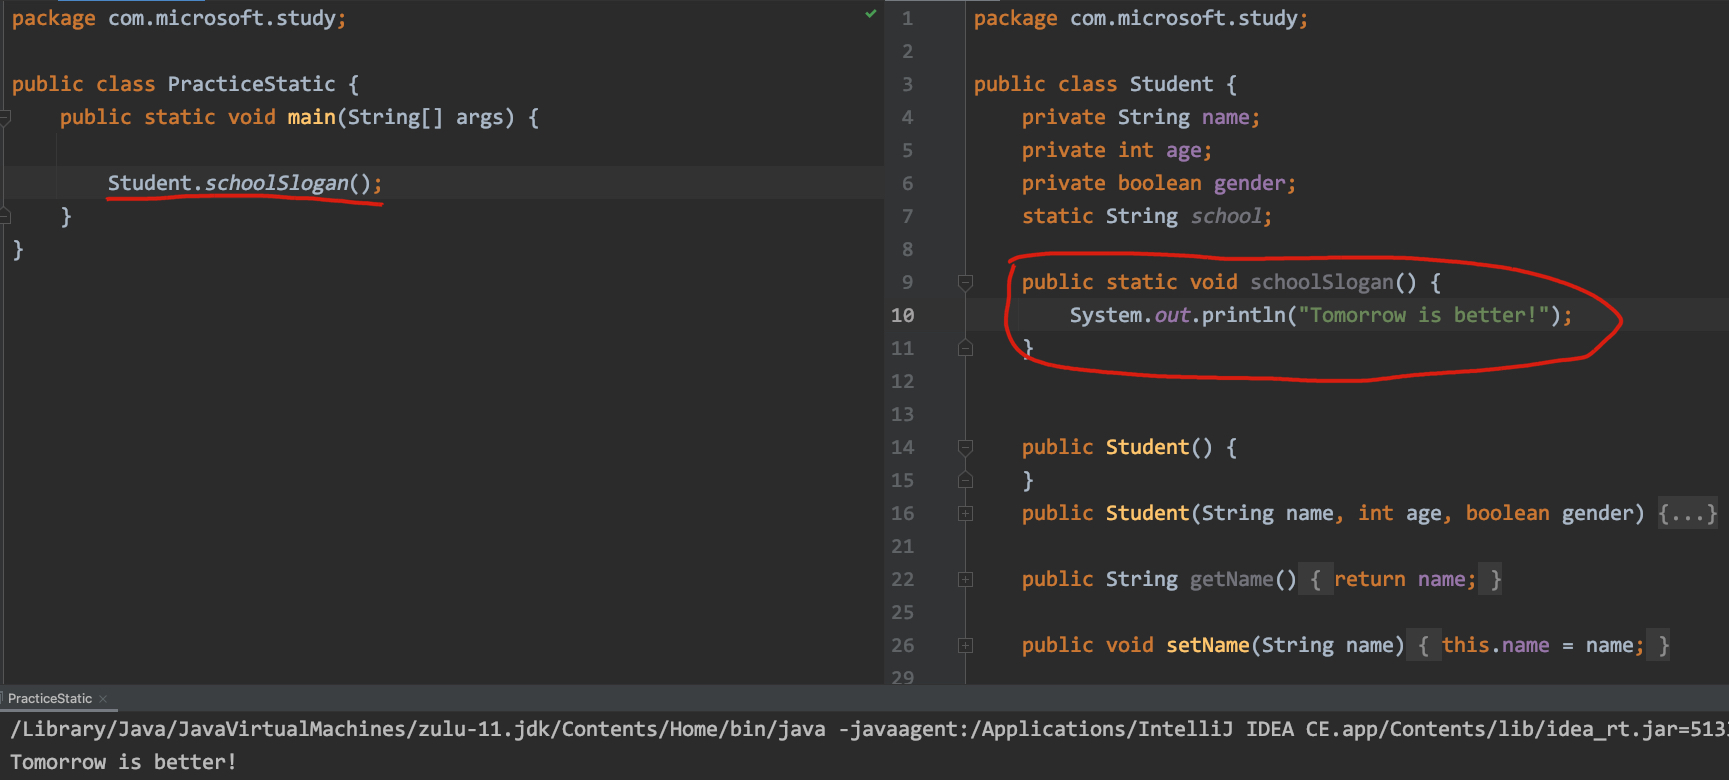 package com.microsoft.study;
public class PracticeStatic {
public static void main(String[] args) {
Student.schoolSlogan();
}
}
1 package com.microsoft.study;
2
3 public class Student {
4 private String name;
5 private int age;
6 private boolean gender;
7 static String school;
8
9 public static void schoolSlogan() {
10 System.out.println("Tomorrow is better!");
11 }
12
13
14 public Student() {
15 }
16 public Student(String name, int age, boolean gender) {...}
21
22 public String getName() { return name; }
25
26 public void setName(String name) { this.name = name; }
29
PracticeStatic ×
/Library/Java/JavaVirtualMachines/zulu-11.jdk/Contents/Home/bin/java -javaagent:/Applications/IntelliJ IDEA CE.app/Contents/lib/idea_rt.jar=513
Tomorrow is better!